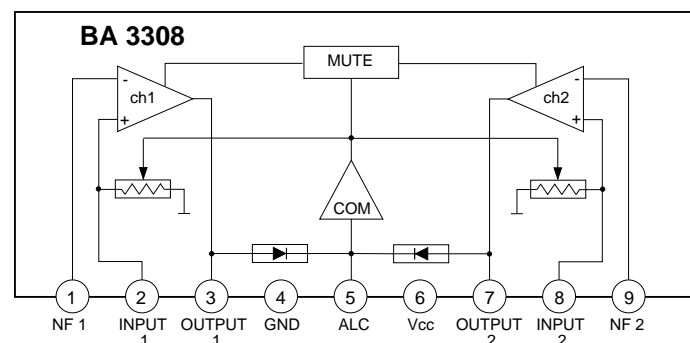 BA 3308
MUTE
- ch1 +
- ch2 +
COM
1 2 3 4 5 6 7 8 9
NF 1 INPUT 1 OUTPUT 1 GND ALC Vcc OUTPUT 2 INPUT 2 NF 2